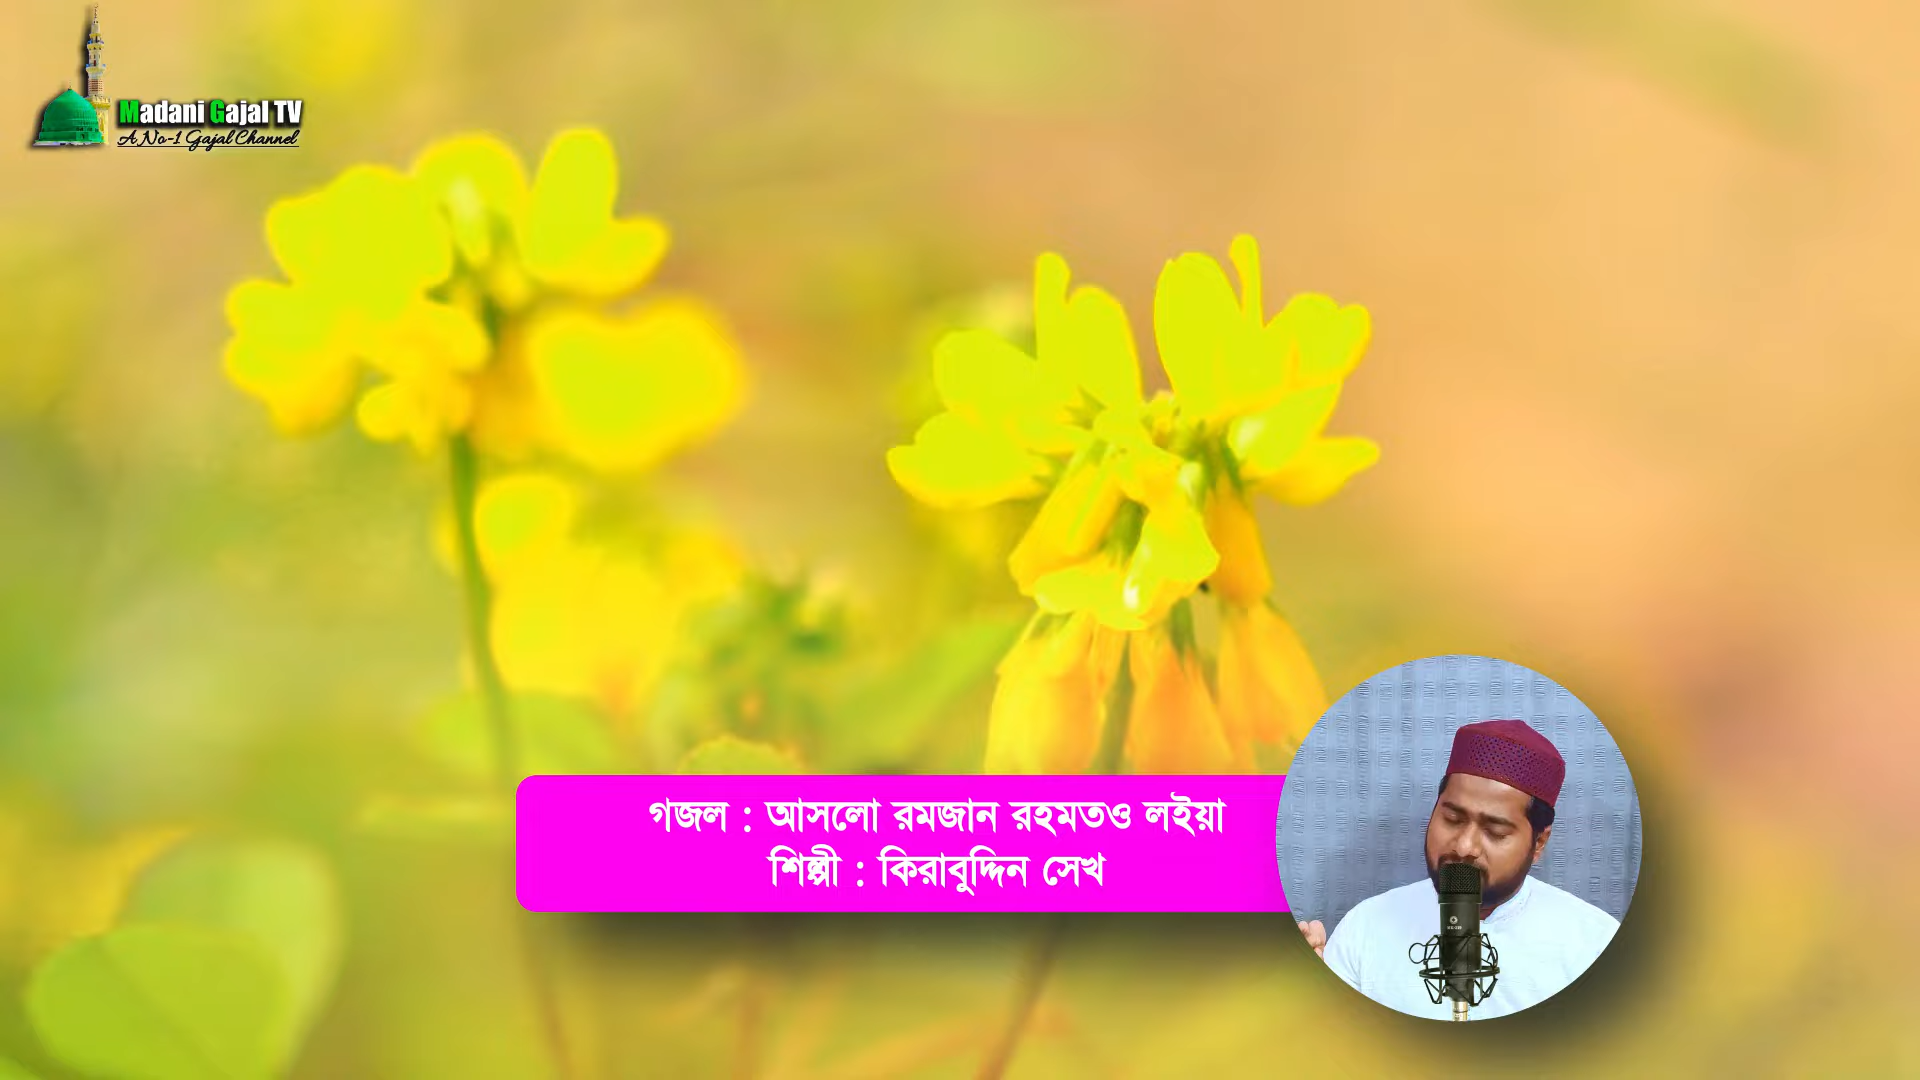 Madani Gajal TV
A No-1 Gajal Channel
গজল : আসলো রমজান রহমতও লইয়া
শিল্পী : কিরাবুদ্দিন সেখ